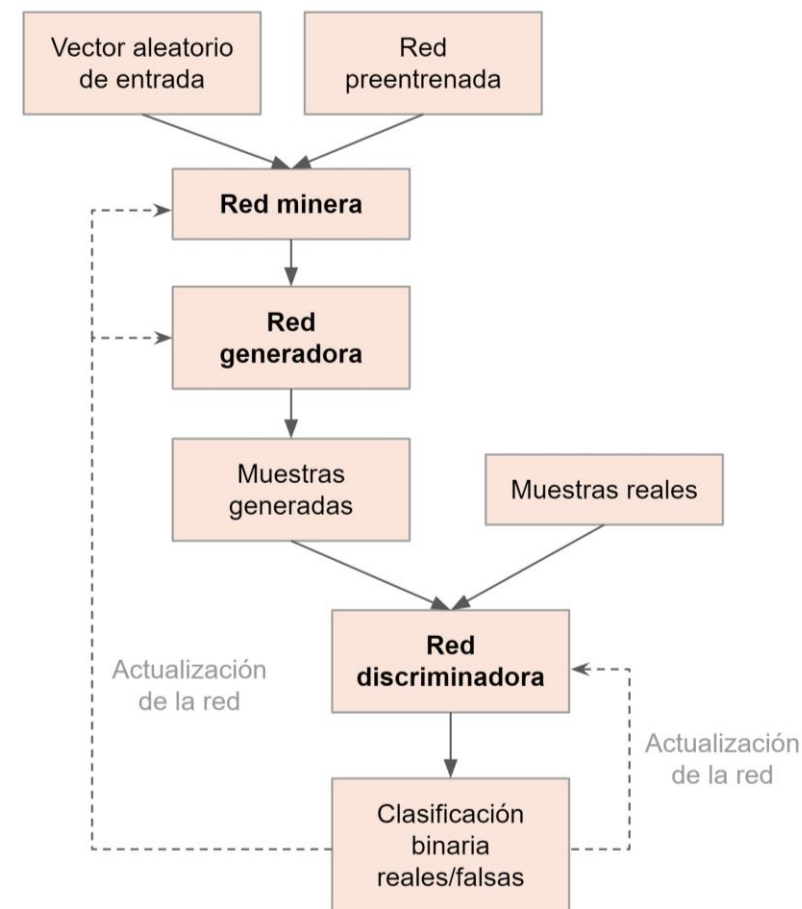 Vector aleatorio
de entrada
Red
preentrenada
Red minera
Red
generadora
Muestras
generadas
Muestras reales
Red
discriminadora
Actualización
de la red
Actualización
de la red
Clasificación
binaria
reales/falsas